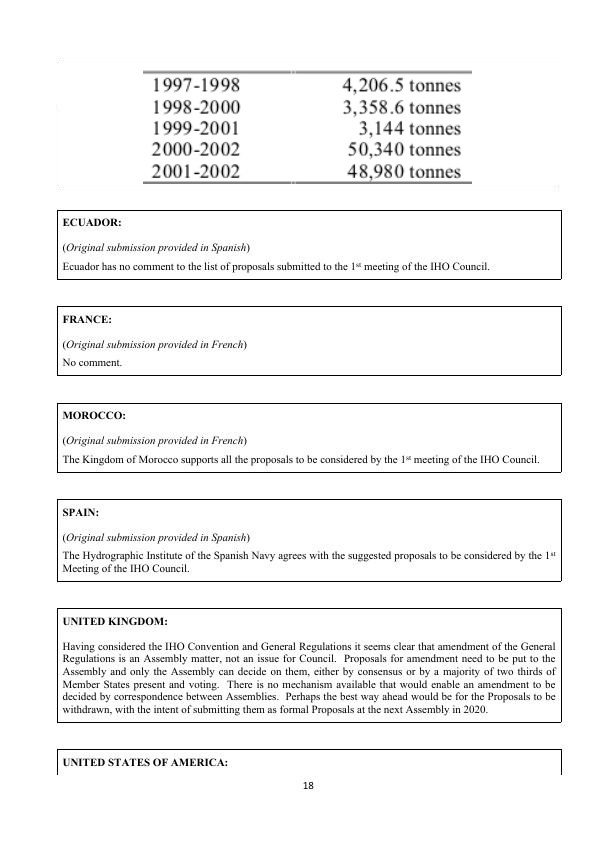 1997-1998 4,206.5 tonnes
1998-2000 3,358.6 tonnes
1999-2001 3,144 tonnes
2000-2002 50,340 tonnes
2001-2002 48,980 tonnes
ECUADOR:
(Original submission provided in Spanish)
Ecuador has no comment to the list of proposals submitted to the 1st meeting of the IHO Council.
FRANCE:
(Original submission provided in French)
No comment.
MOROCCO:
(Original submission provided in French)
The Kingdom of Morocco supports all the proposals to be considered by the 1st meeting of the IHO Council.
SPAIN:
(Original submission provided in Spanish)
The Hydrographic Institute of the Spanish Navy agrees with the suggested proposals to be considered by the 1st
Meeting of the IHO Council.
UNITED KINGDOM:
Having considered the IHO Convention and General Regulations it seems clear that amendment of the General
Regulations is an Assembly matter, not an issue for Council. Proposals for amendment need to be put to the
Assembly and only the Assembly can decide on them, either by consensus or by a majority of two thirds of
Member States present and voting. There is no mechanism available that would enable an amendment to be
decided by correspondence between Assemblies. Perhaps the best way ahead would be for the Proposals to be
withdrawn, with the intent of submitting them as formal Proposals at the next Assembly in 2020.
UNITED STATES OF AMERICA:
18